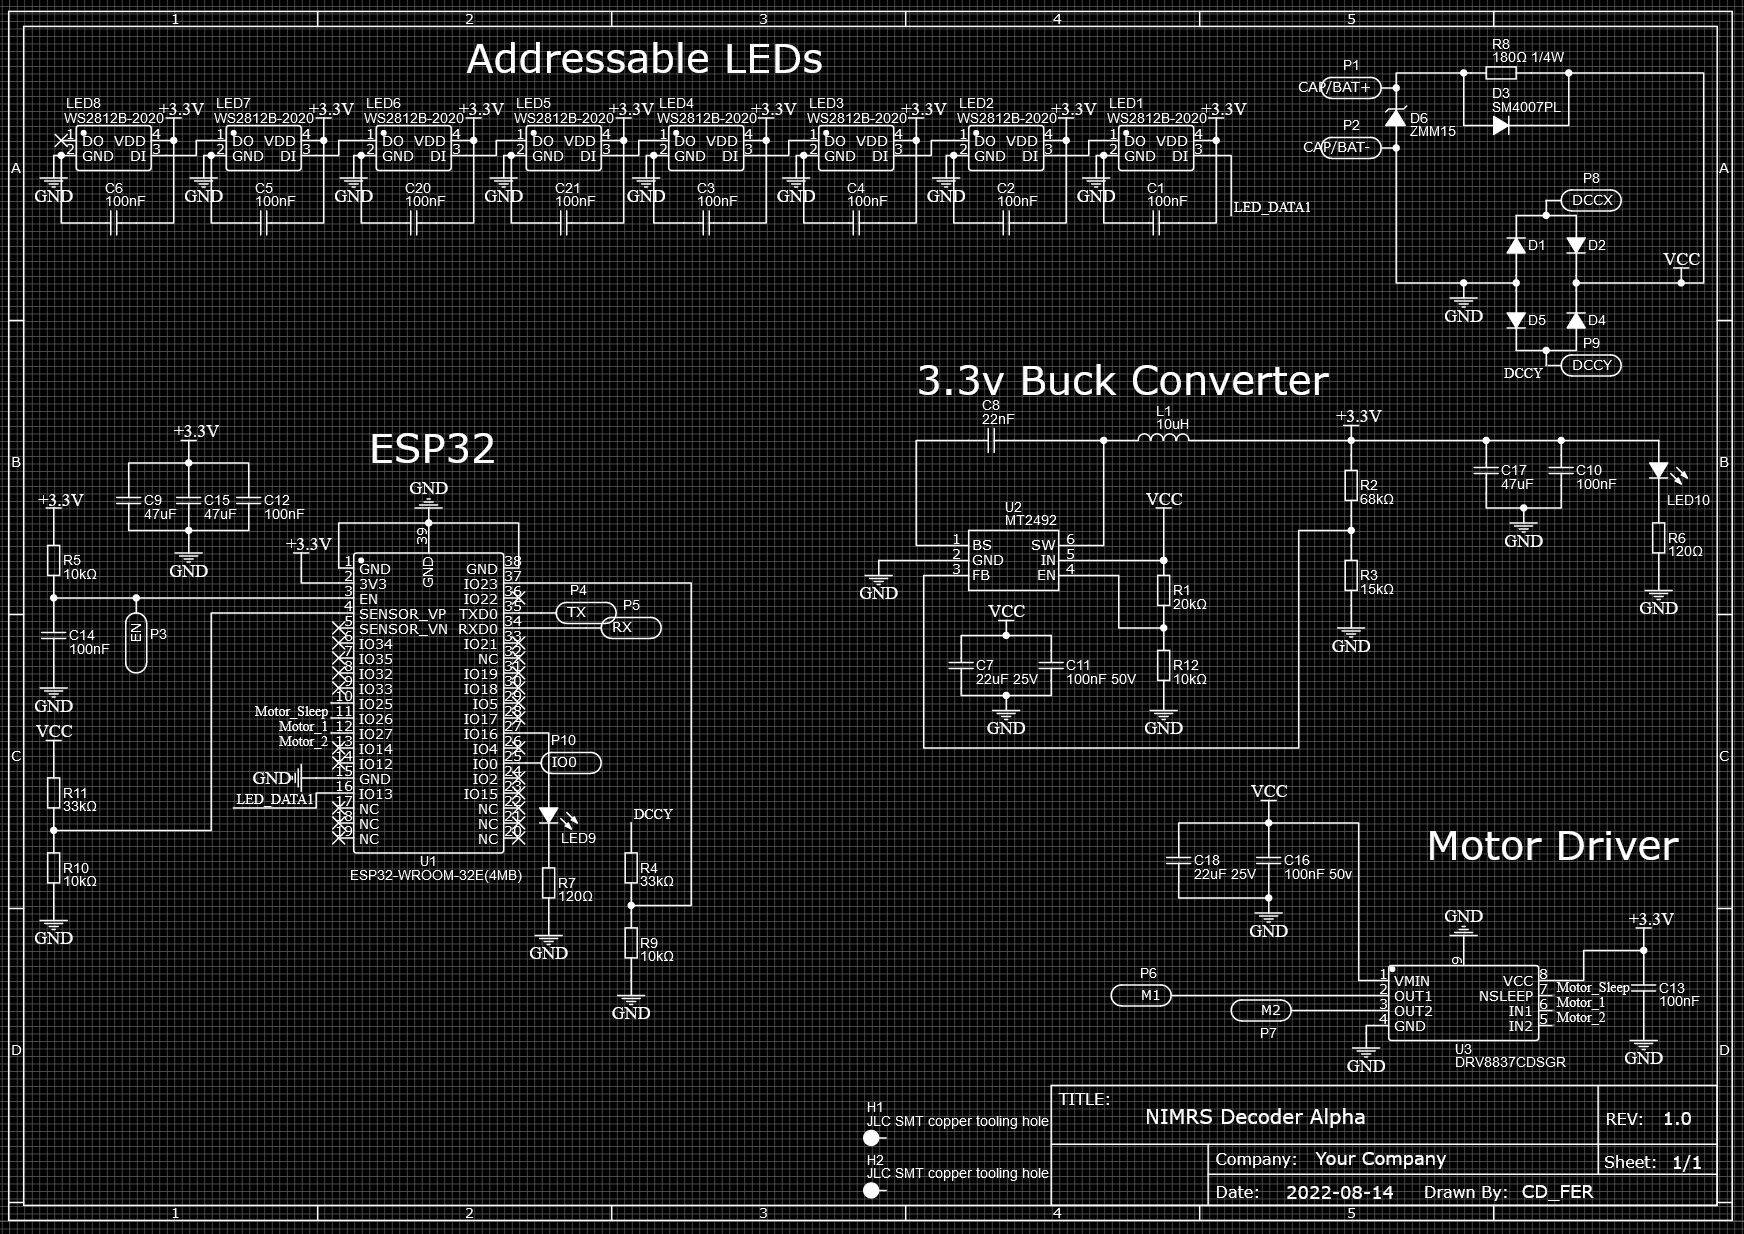 1 2 3 4 5
Addressable LEDs
LED8
WS2812B-2020
+3.3V
1 DO VDD 4
2 GND DI 3
GND
C6
100nF
LED7
WS2812B-2020
+3.3V
1 DO VDD 4
2 GND DI 3
GND
C5
100nF
LED6
WS2812B-2020
+3.3V
1 DO VDD 4
2 GND DI 3
GND
C20
100nF
LED5
WS2812B-2020
+3.3V
1 DO VDD 4
2 GND DI 3
GND
C21
100nF
LED4
WS2812B-2020
+3.3V
1 DO VDD 4
2 GND DI 3
GND
C3
100nF
LED3
WS2812B-2020
+3.3V
1 DO VDD 4
2 GND DI 3
GND
C4
100nF
LED2
WS2812B-2020
+3.3V
1 DO VDD 4
2 GND DI 3
GND
C2
100nF
LED1
WS2812B-2020
+3.3V
1 DO VDD 4
2 GND DI 3
GND
C1
100nF
LED_DATA1
P1
CAP/BAT+
P2
CAP/BAT-
R8
180Ω 1/4W
D3
SM4007PL
D6
ZMM15
P8
DCCX
D1
D2
VCC
GND
D5
D4
P9
DCCY
DCCY
A
A
B
B
C
C
D
D
ESP32
+3.3V
C9
47uF
C15
47uF
C12
100nF
GND
+3.3V
R5
10kΩ
C14
100nF
GND
EN
P3
VCC
R11
33kΩ
R10
10kΩ
GND
GND
39
GND
+3.3V
1 GND GND 38
2 3V3 IO23 37
3 EN IO22 36
4 SENSOR_VP TXD0 35
5 SENSOR_VN RXD0 34
6 IO34 IO21 33
7 IO35 NC 32
8 IO32 IO19 31
9 IO33 IO18 30
10 IO25 IO5 29
Motor_Sleep 11 IO26 IO17 28
Motor_1 12 IO27 IO16 27
Motor_2 13 IO14 IO4 26
14 IO12 IO0 25
GND 15 GND IO2 24
LED_DATA1 16 IO13 IO15 23
17 NC NC 22
18 NC NC 21
19 NC NC 20
U1
ESP32-WROOM-32E(4MB)
P4
TX
P5
RX
P10
IO0
LED9
R7
120Ω
GND
DCCY
R4
33kΩ
R9
10kΩ
GND
3.3v Buck Converter
C8
22nF
L1
10uH
+3.3V
U2
MT2492
1 BS SW 6
2 GND IN 5
3 FB EN 4
GND
VCC
R1
20kΩ
R12
10kΩ
GND
VCC
C7
22uF 25V
C11
100nF 50V
GND
R2
68kΩ
R3
15kΩ
GND
C17
47uF
C10
100nF
GND
LED10
R6
120Ω
GND
Motor Driver
VCC
C18
22uF 25V
C16
100nF 50v
GND
GND
9
+3.3V
1 VMIN VCC 8
2 OUT1 NSLEEP 7 Motor_Sleep
3 OUT2 IN1 6 Motor_1
4 GND IN2 5 Motor_2
P6
M1
M2
P7
GND
C13
100nF
GND
U3
DRV8837CDSGR
H1
JLC SMT copper tooling hole
H2
JLC SMT copper tooling hole
TITLE:
NIMRS Decoder Alpha
REV: 1.0
Company: Your Company
Sheet: 1/1
Date: 2022-08-14 Drawn By: CD_FER
1 2 3 4 5